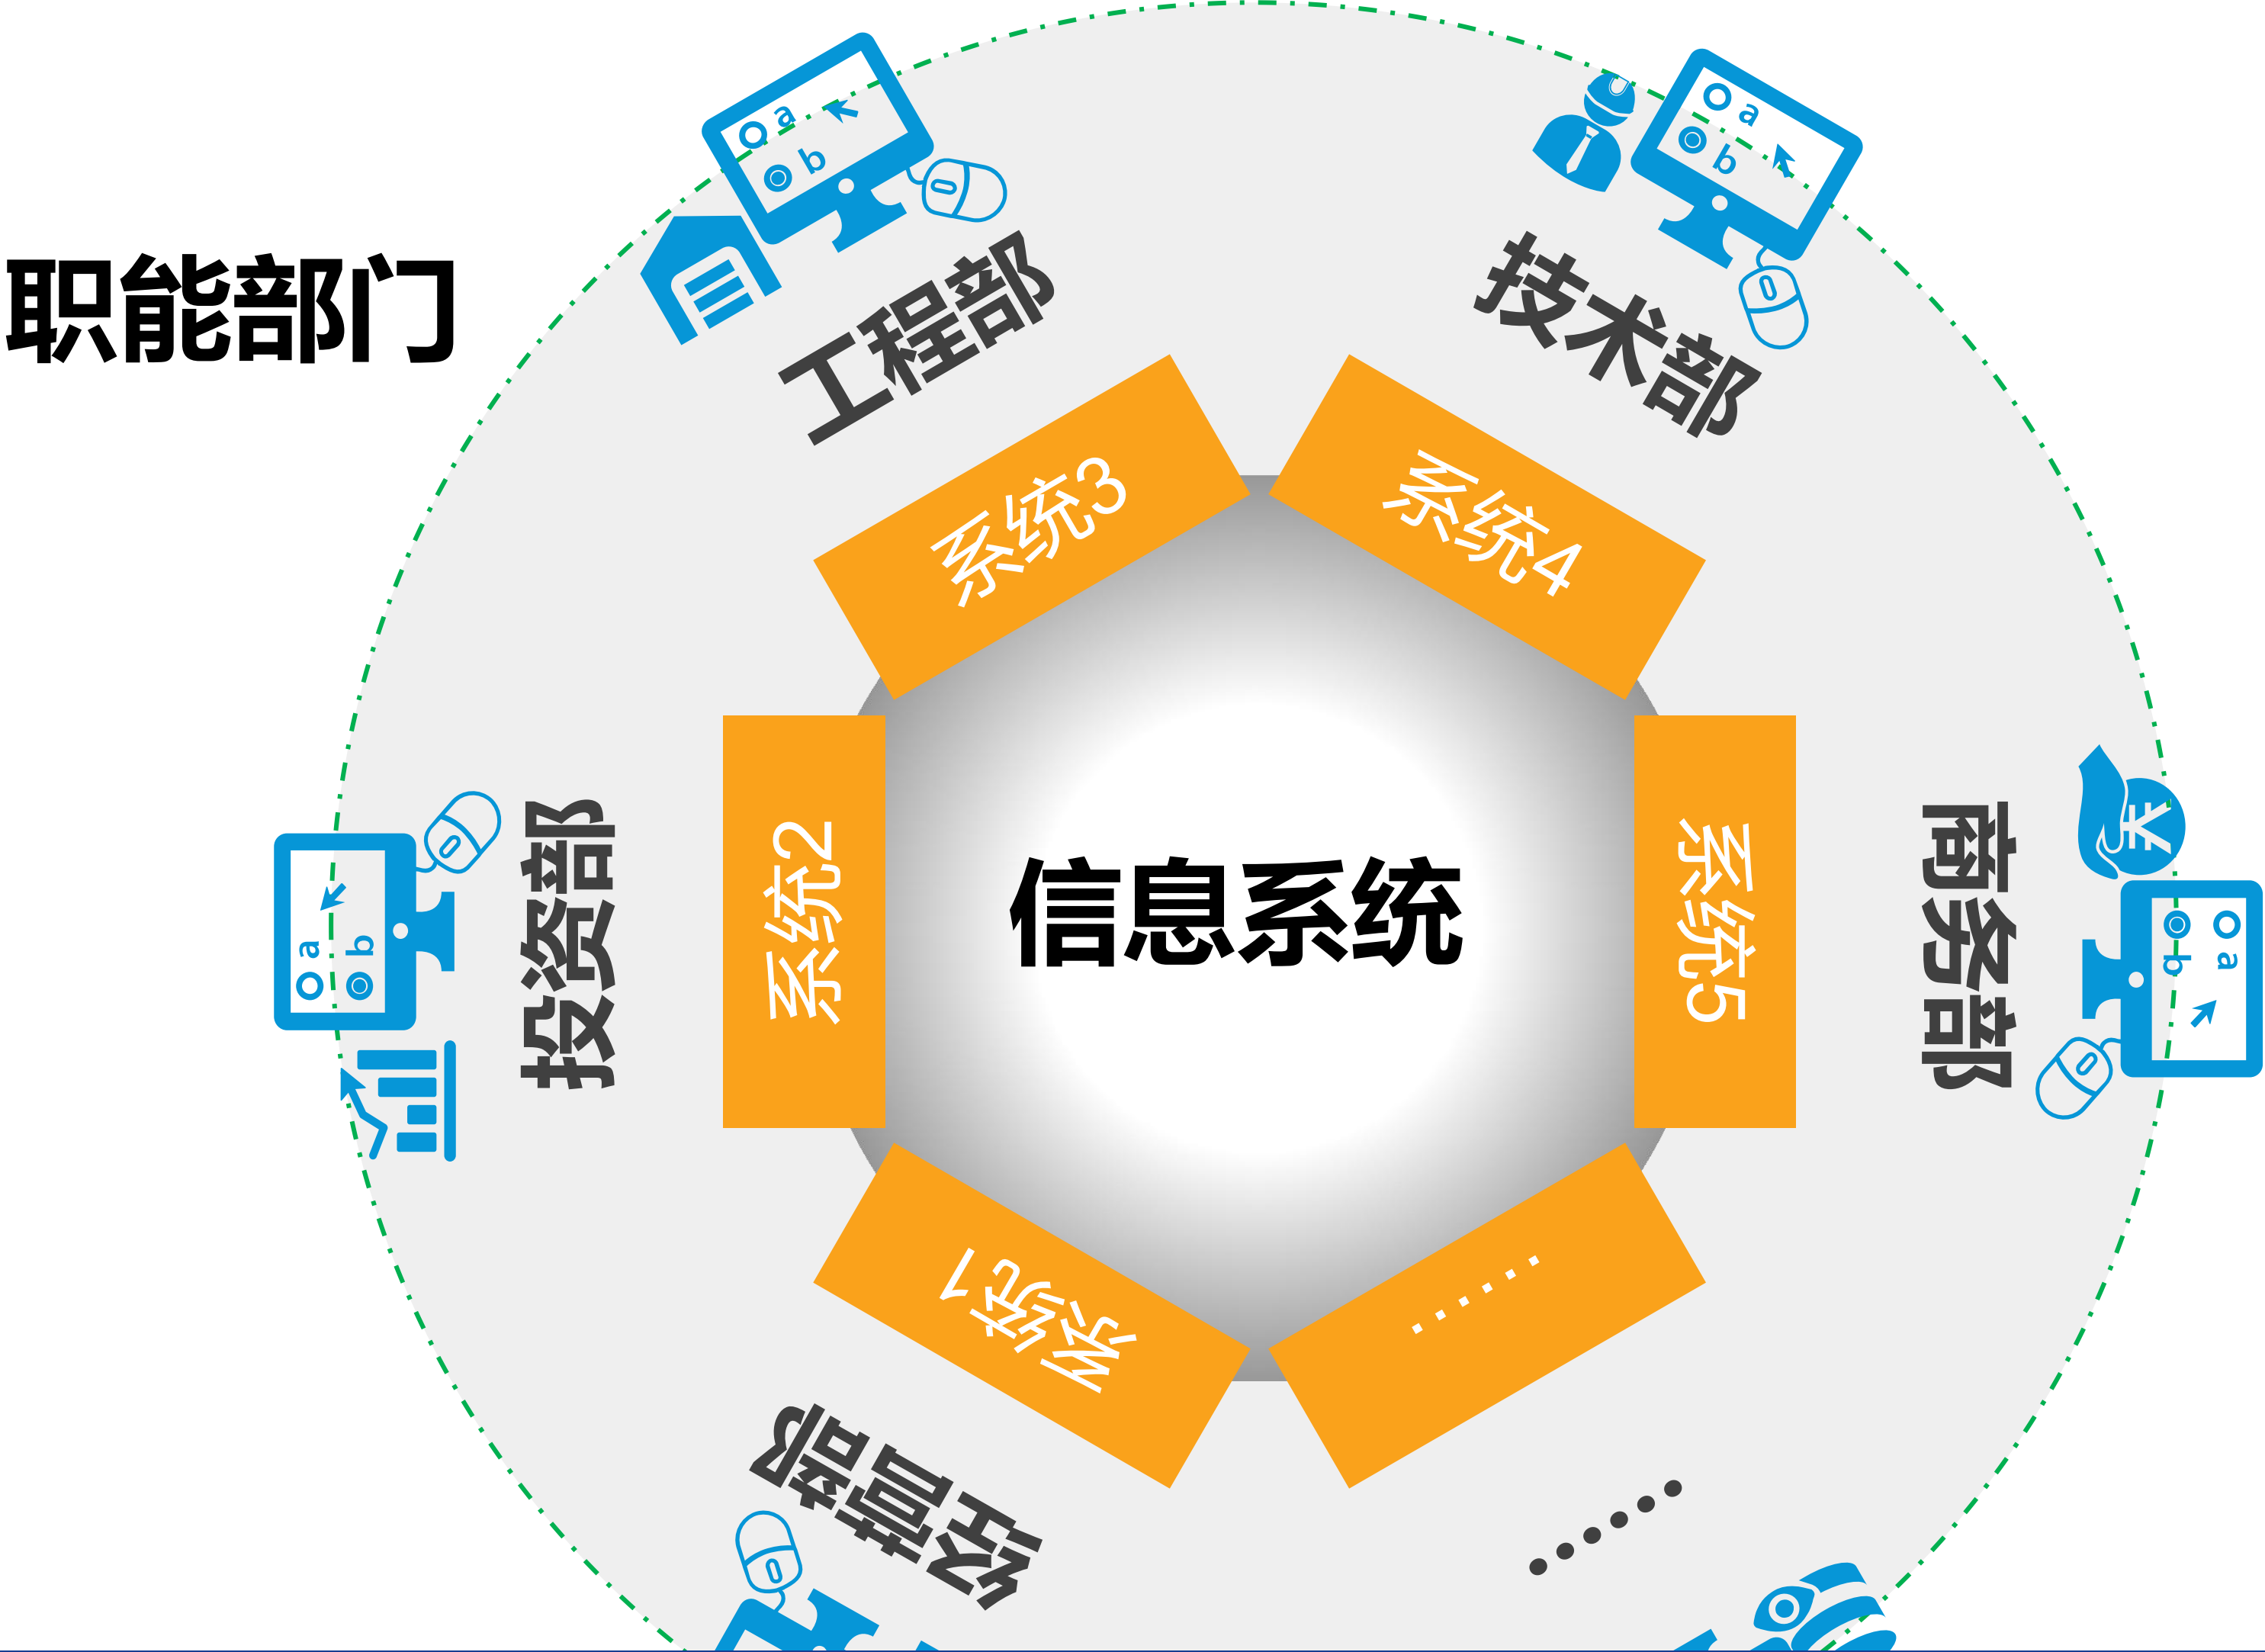 职能部门
工程部
技术部
投资部
商务部
经营部
系统3
系统4
系统2
系统5
系统1
……
……
信息系统
a
b
a
b
a
b
a
b
¥